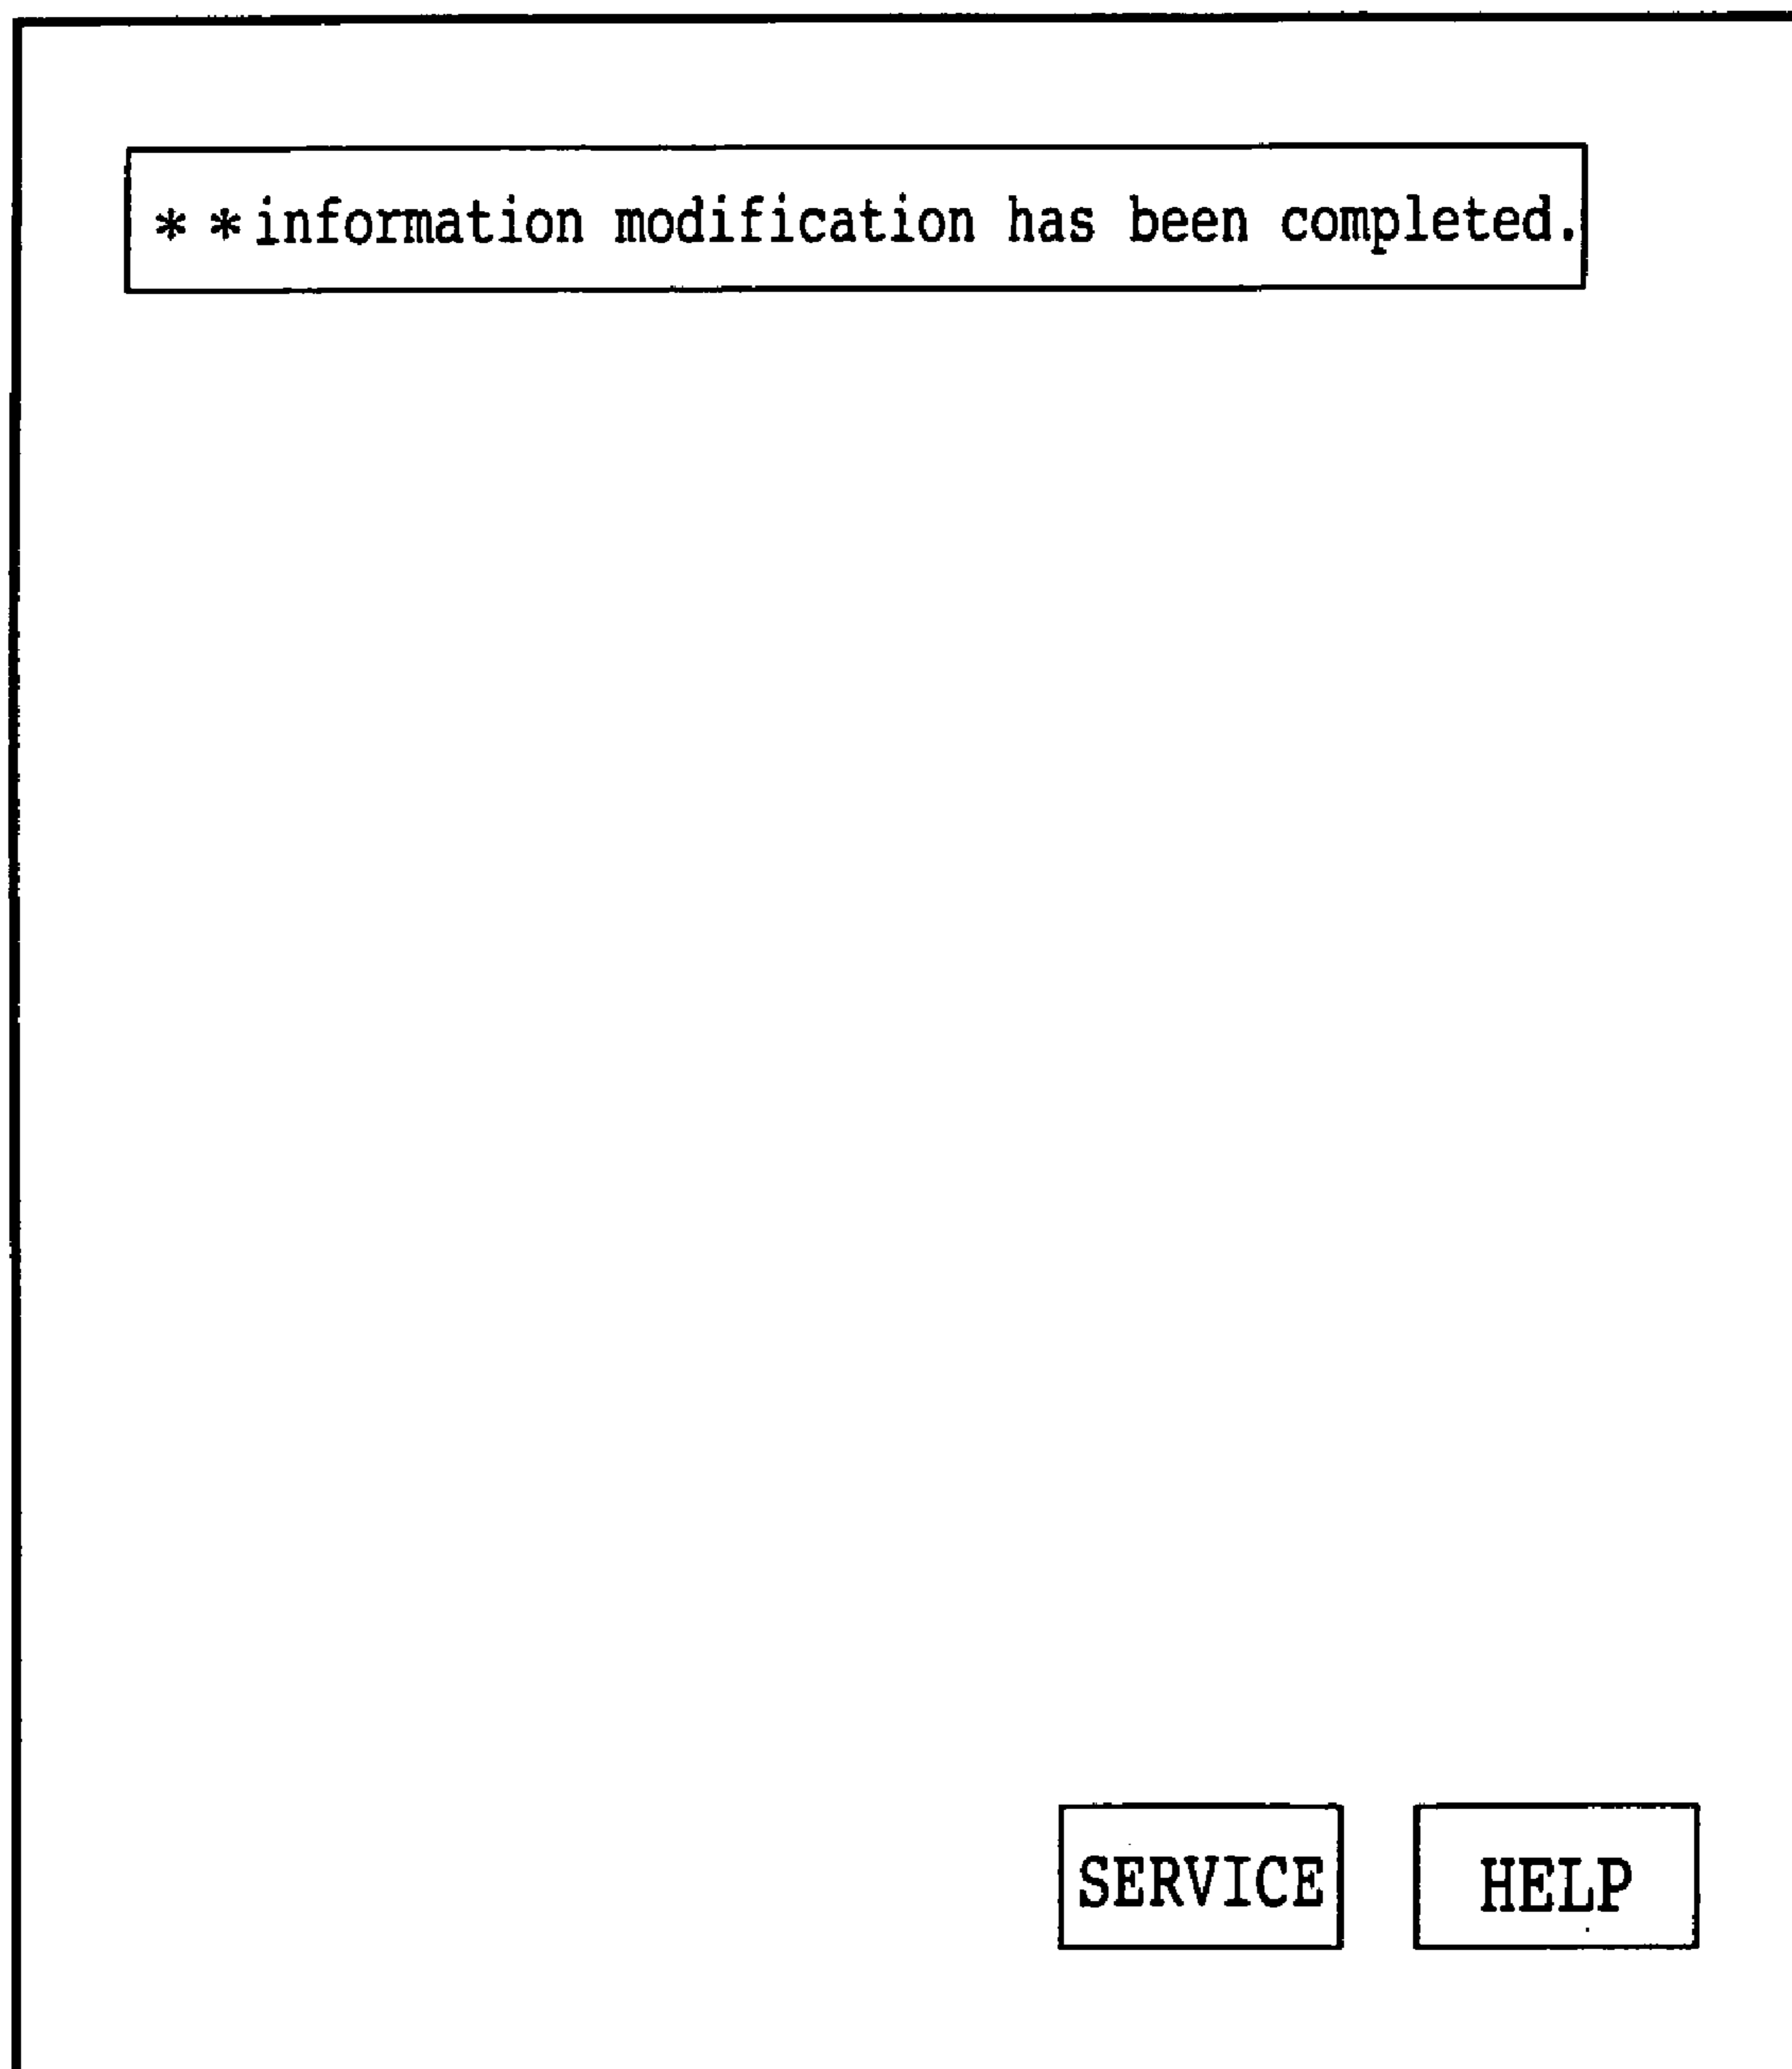 * *information modification has been completed.
SERVICE HELP